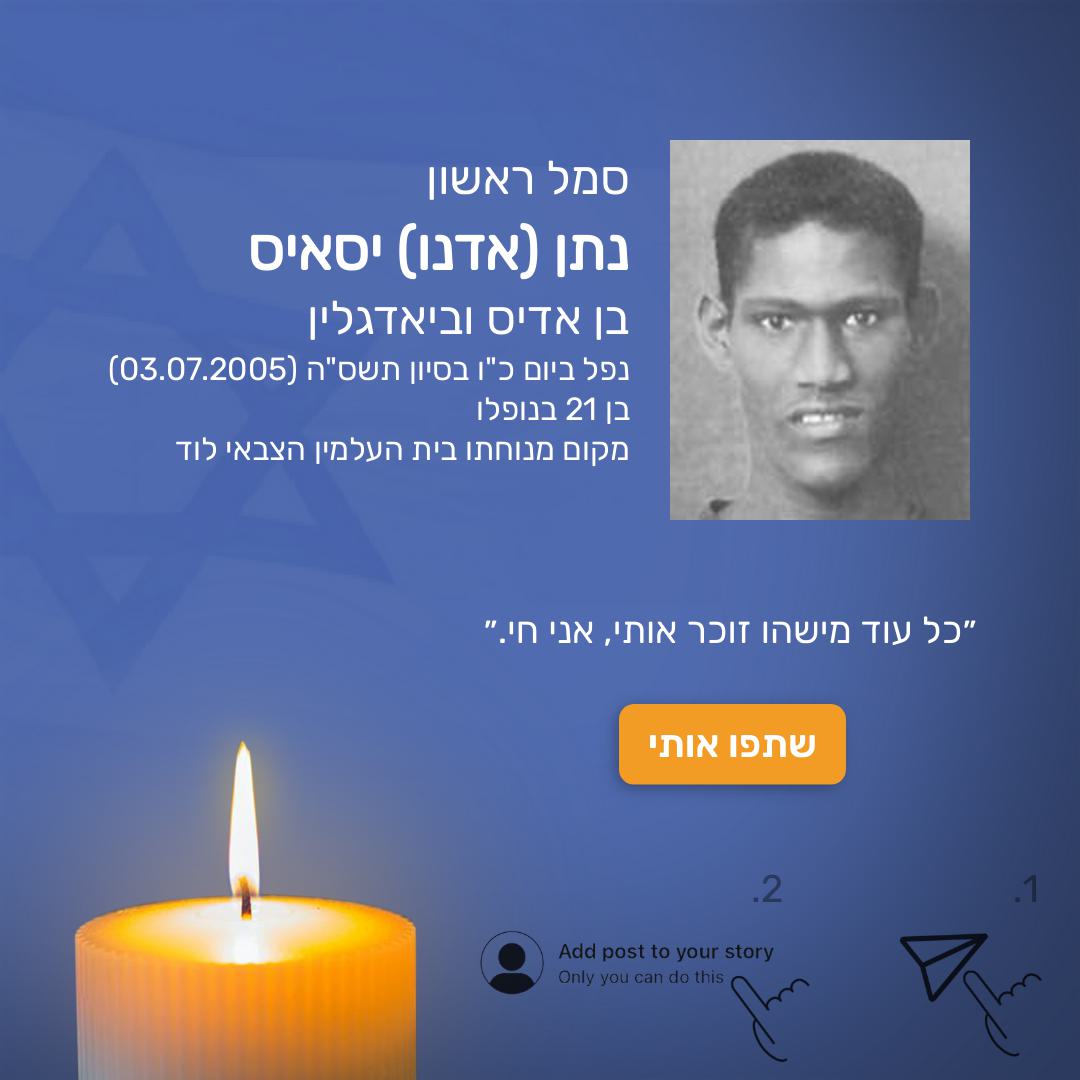 סמל ראשון
נתן (אדנו) יסאיס
בן אדיס וביאדגלין
נפל ביום כ"ו בסיון תשס"ה (03.07.2005)
בן 21 בנופלו
מקום מנוחתו בית העלמין הצבאי לוד
״כל עוד מישהו זוכר אותי, אני חי.״
שתפו אותי
1.
2.
Add post to your story
Only you can do this